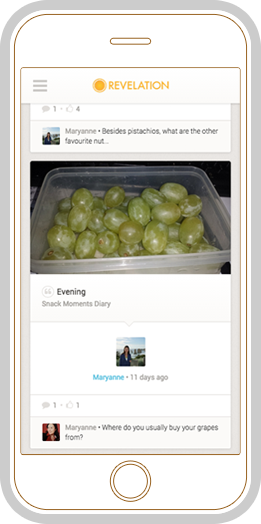 REVELATION
1 • 4
Maryanne • Besides pistachios, what are the other
favourite nut...
Evening
Snack Moments Diary
Maryanne • 11 days ago
1 • 1
Maryanne • Where do you usually buy your grapes
from?